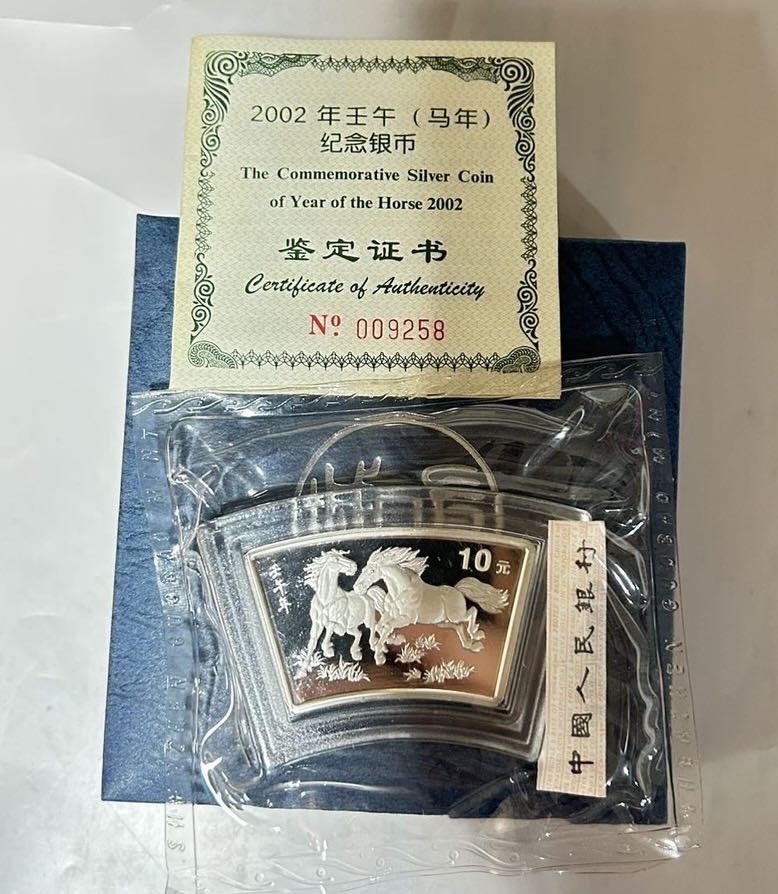 2002 年壬午（马年）
纪念银币
The Commemorative Silver Coin
of Year of the Horse 2002
鉴定证书
Certificate of Authenticity
Nº 009258
10元
壬午年
中國人民銀行